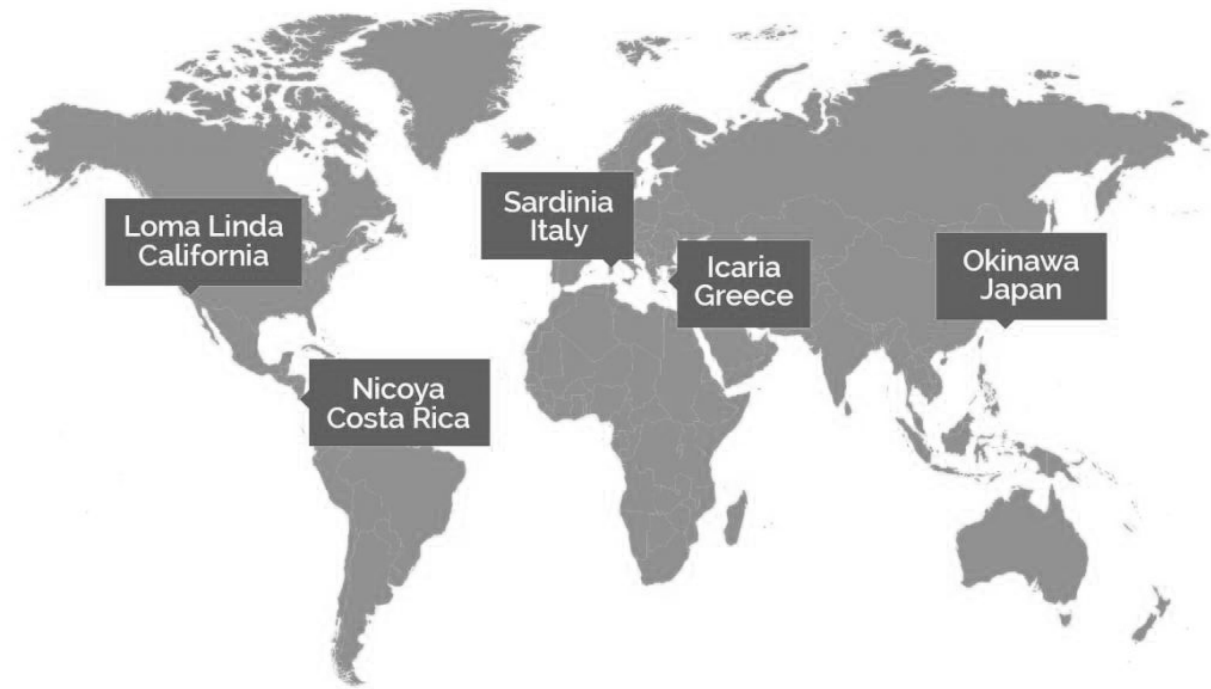 Loma Linda
California
Sardinia
Italy
Icaria
Greece
Okinawa
Japan
Nicoya
Costa Rica